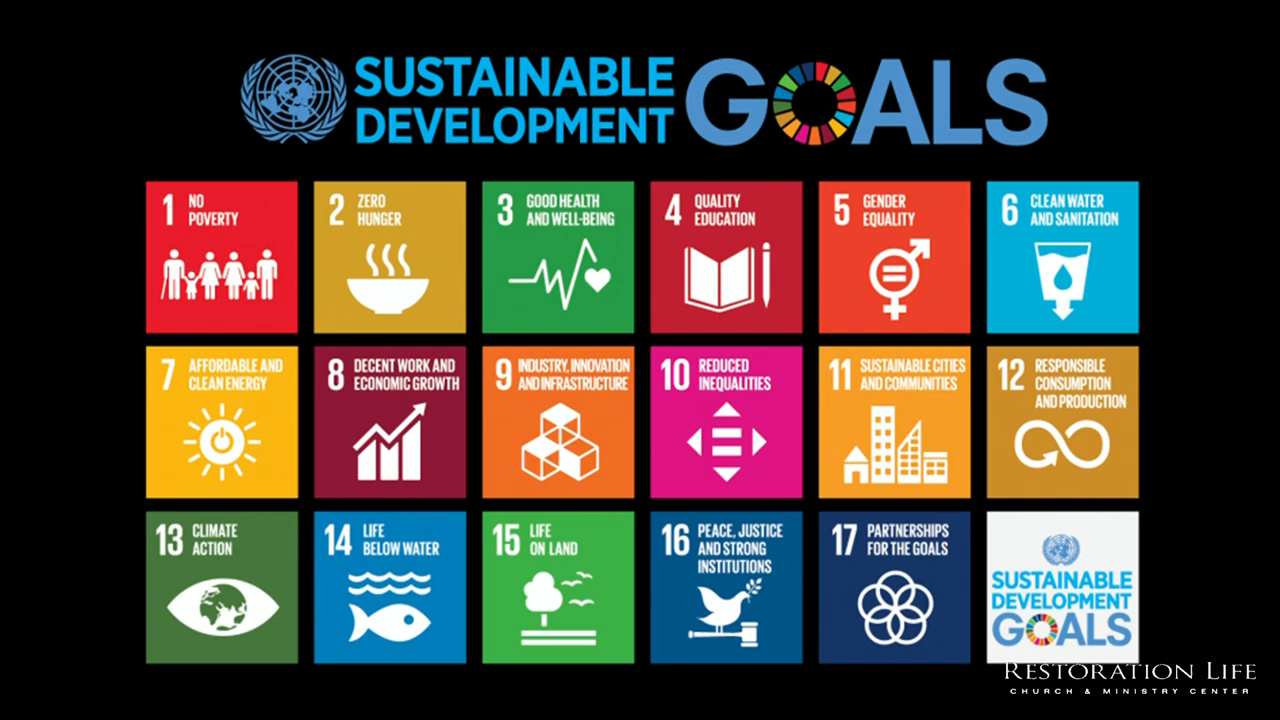 SUSTAINABLE
DEVELOPMENT
GOALS
1 NO
POVERTY
2 ZERO
HUNGER
3 GOOD HEALTH
AND WELL-BEING
4 QUALITY
EDUCATION
5 GENDER
EQUALITY
6 CLEAN WATER
AND SANITATION
7 AFFORDABLE AND
CLEAN ENERGY
8 DECENT WORK AND
ECONOMIC GROWTH
9 INDUSTRY, INNOVATION
AND INFRASTRUCTURE
10 REDUCED
INEQUALITIES
11 SUSTAINABLE CITIES
AND COMMUNITIES
12 RESPONSIBLE
CONSUMPTION
AND PRODUCTION
13 CLIMATE
ACTION
14 LIFE
BELOW WATER
15 LIFE
ON LAND
16 PEACE, JUSTICE
AND STRONG
INSTITUTIONS
17 PARTNERSHIPS
FOR THE GOALS
SUSTAINABLE
DEVELOPMENT
GOALS
RESTORATION LIFE
CHURCH & MINISTRY CENTER